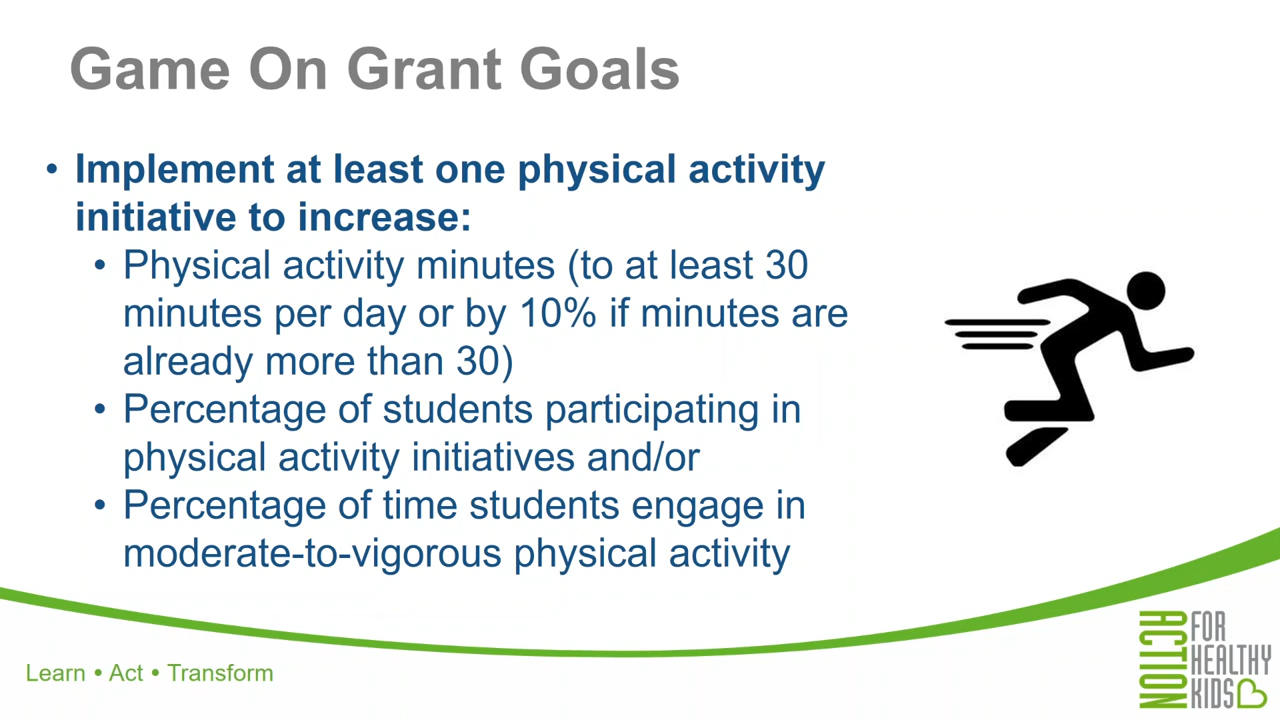 Game On Grant Goals
• Implement at least one physical activity
initiative to increase:
• Physical activity minutes (to at least 30
minutes per day or by 10% if minutes are
already more than 30)
• Percentage of students participating in
physical activity initiatives and/or
• Percentage of time students engage in
moderate-to-vigorous physical activity
Learn • Act • Transform
ACTION
FOR
HEALTHY
KIDS